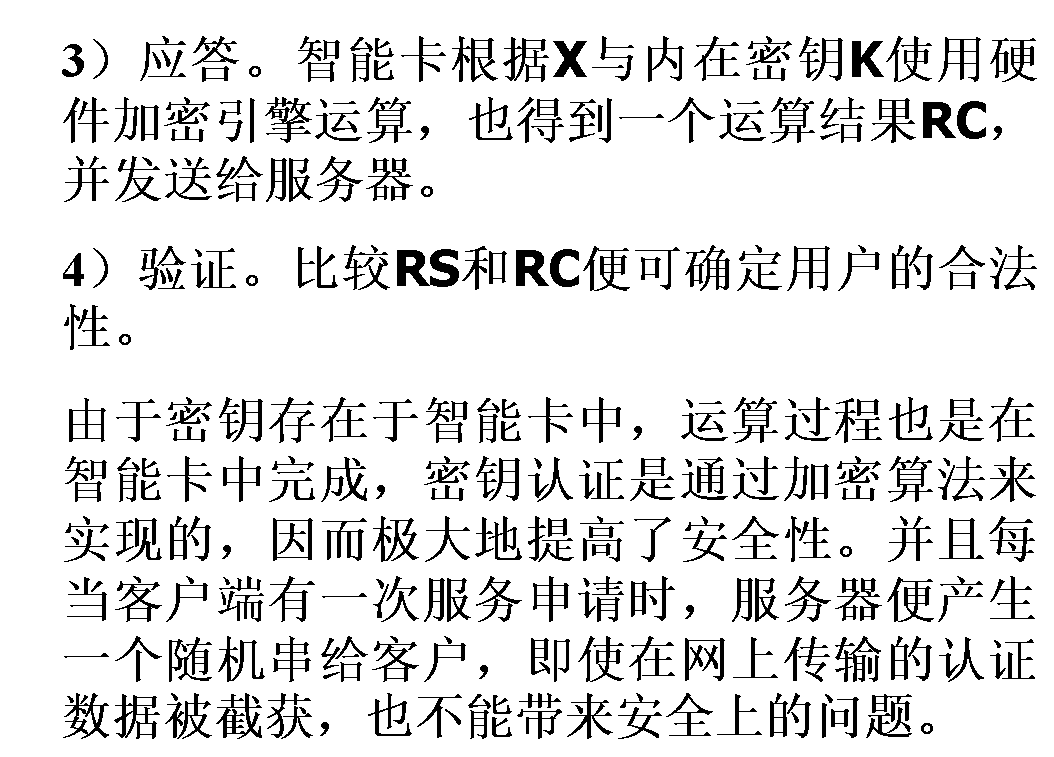 3）应答。智能卡根据X与内在密钥K使用硬
件加密引擎运算，也得到一个运算结果RC，
并发送给服务器。
4）验证。比较RS和RC便可确定用户的合法
性。
由于密钥存在于智能卡中，运算过程也是在
智能卡中完成，密钥认证是通过加密算法来
实现的，因而极大地提高了安全性。并且每
当客户端有一次服务申请时，服务器便产生
一个随机串给客户，即使在网上传输的认证
数据被截获，也不能带来安全上的问题。